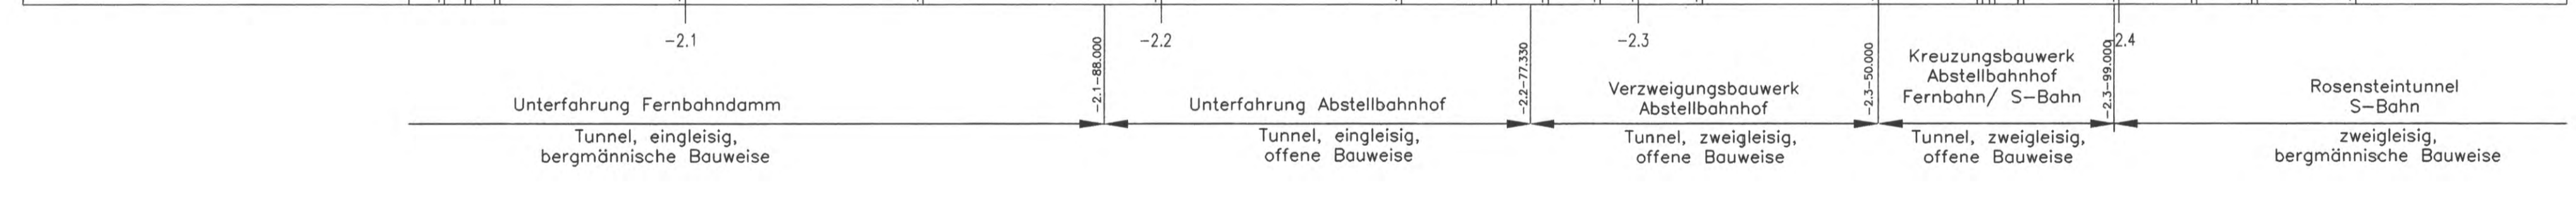 -2.1
-2.2
-2.3
2.4
-2.1-88.000
-2.2-77.330
-2.3-50.000
-2.3-99.000
Unterfahrung Fernbahndamm
Tunnel, eingleisig,
bergmännische Bauweise
Unterfahrung Abstellbahnhof
Tunnel, eingleisig,
offene Bauweise
Verzweigungsbauwerk
Abstellbahnhof
Tunnel, zweigleisig,
offene Bauweise
Kreuzungsbauwerk
Abstellbahnhof
Fernbahn/ S-Bahn
Tunnel, zweigleisig,
offene Bauweise
Rosensteintunnel
S-Bahn
zweigleisig,
bergmännische Bauweise